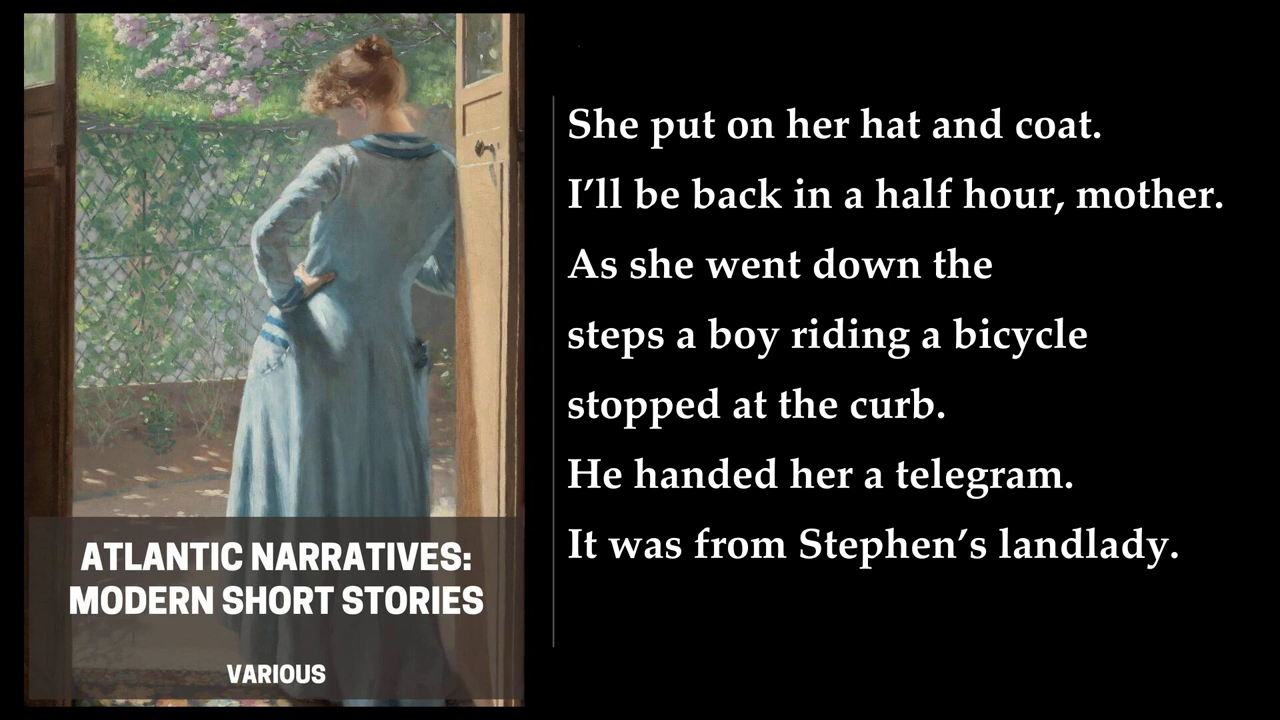 She put on her hat and coat.
I’ll be back in a half hour, mother.
As she went down the
steps a boy riding a bicycle
stopped at the curb.
He handed her a telegram.
It was from Stephen’s landlady.
ATLANTIC NARRATIVES:
MODERN SHORT STORIES
VARIOUS